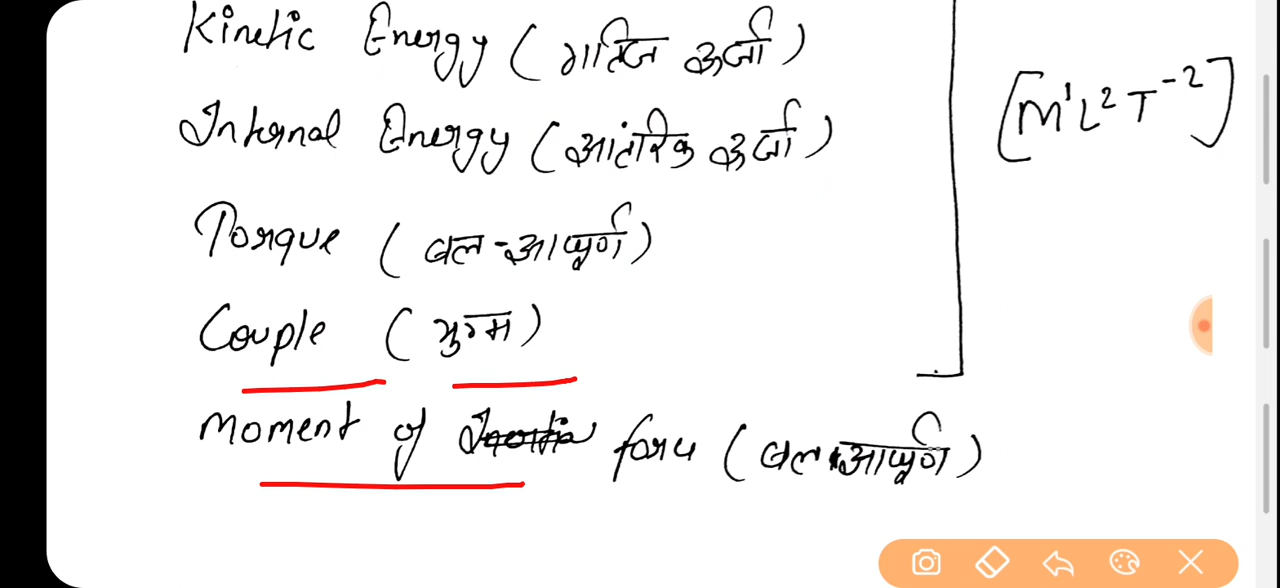 Kinetic Energy (गतिज ऊर्जा)
Internal Energy (आंतरिक ऊर्जा)
[M¹L²T⁻²]
Torque (बल-आघूर्ण)
Couple (युग्म)
Moment of Inertia force (बल आघूर्ण)